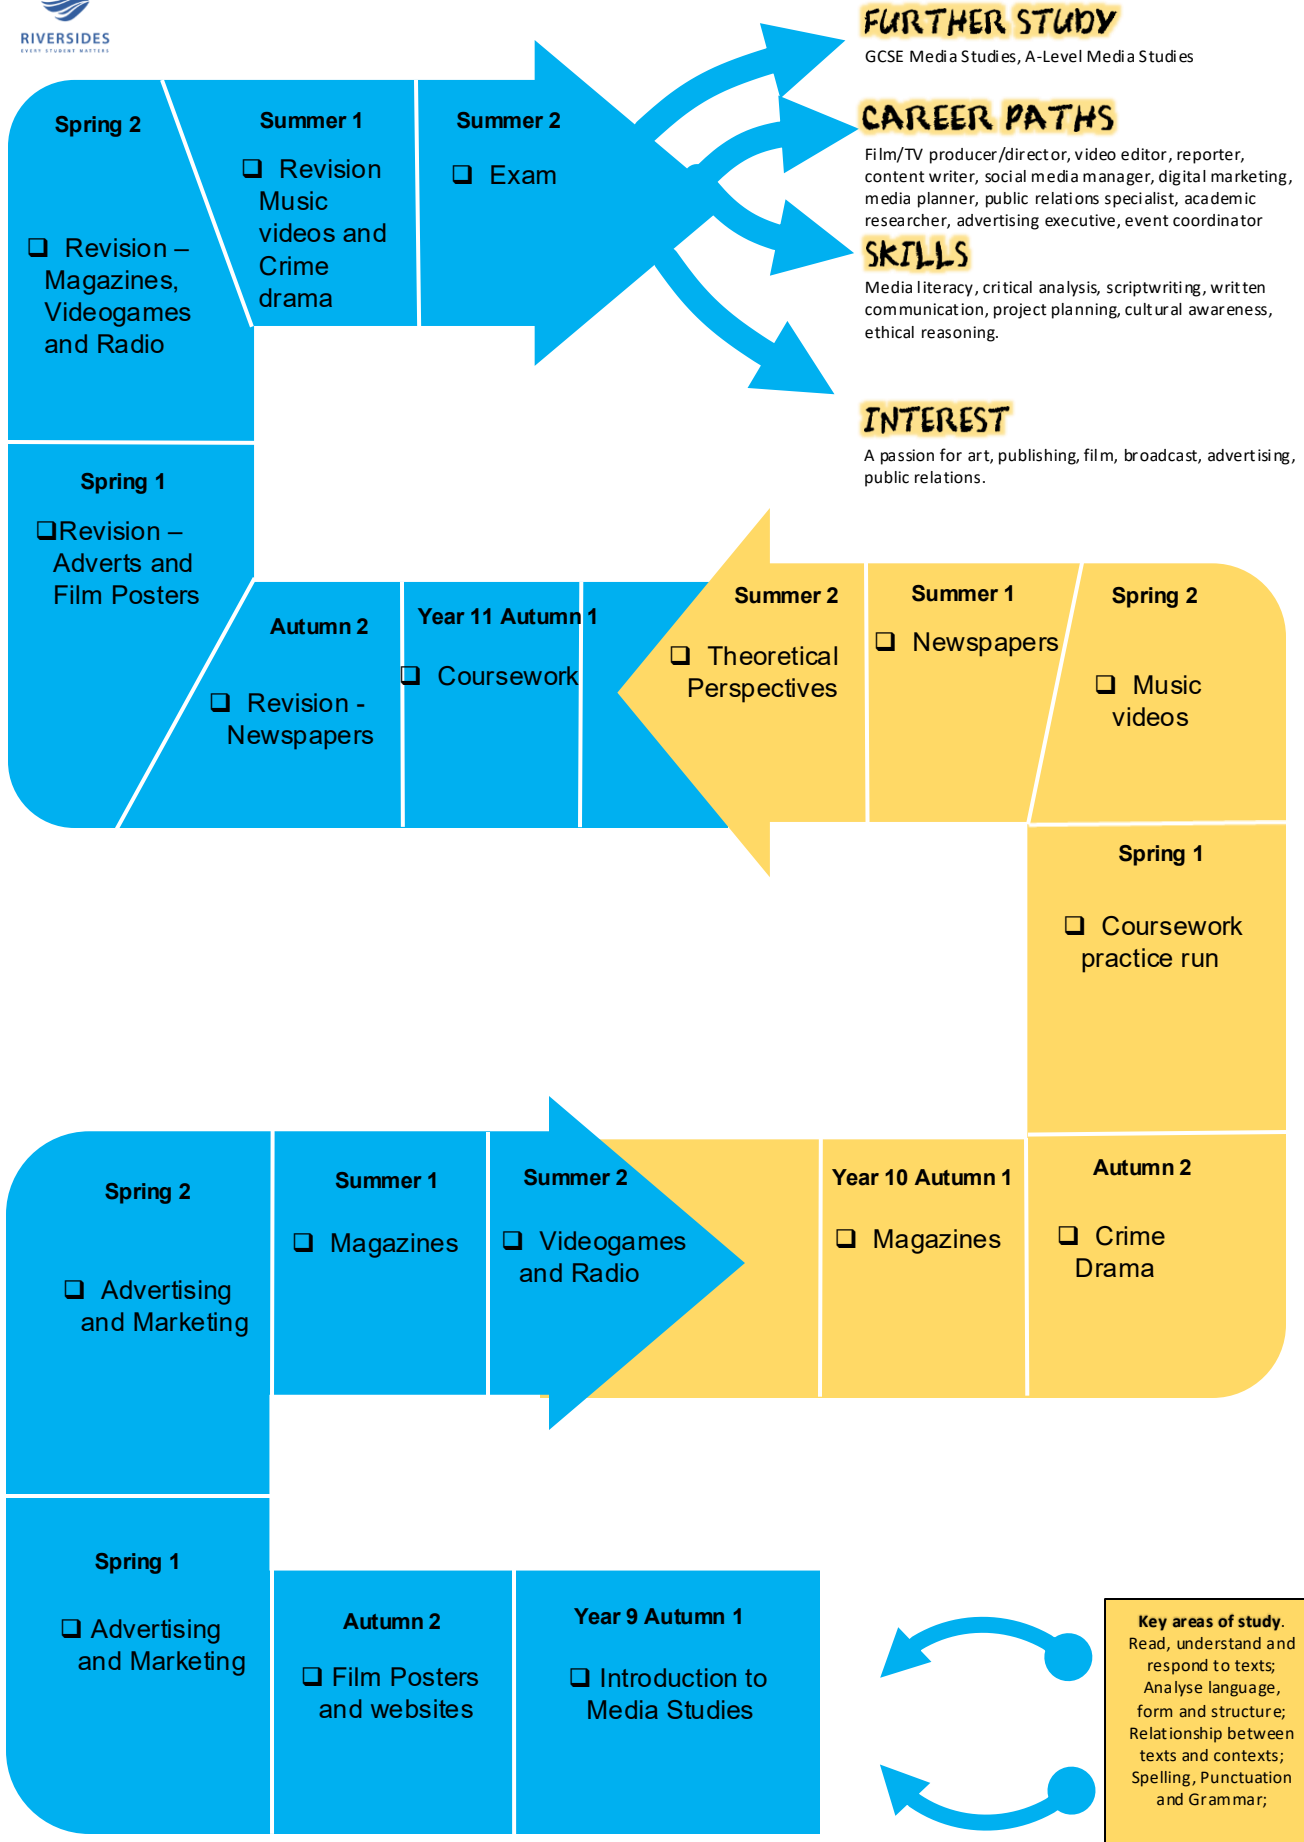 RIVERSIDES
EVERY STUDENT MATTERS
FURTHER STUDY
GCSE Media Studies, A-Level Media Studies
CAREER PATHS
Film/TV producer/director, video editor, reporter,
content writer, social media manager, digital marketing,
media planner, public relations specialist, academic
researcher, advertising executive, event coordinator
SKILLS
Media literacy, critical analysis, scriptwriting, written
communication, project planning, cultural awareness,
ethical reasoning.
INTEREST
A passion for art, publishing, film, broadcast, advertising,
public relations.
Spring 2
❑ Revision –
Magazines,
Videogames
and Radio
Summer 1
❑ Revision
Music
videos and
Crime
drama
Summer 2
❑ Exam
Spring 1
❑Revision –
Adverts and
Film Posters
Autumn 2
❑ Revision -
Newspapers
Year 11 Autumn 1
❑ Coursework
Summer 2
❑ Theoretical
Perspectives
Summer 1
❑ Newspapers
Spring 2
❑ Music
videos
Spring 1
❑ Coursework
practice run
Spring 2
❑ Advertising
and Marketing
Summer 1
❑ Magazines
Summer 2
❑ Videogames
and Radio
Year 10 Autumn 1
❑ Magazines
Autumn 2
❑ Crime
Drama
Spring 1
❑ Advertising
and Marketing
Autumn 2
❑ Film Posters
and websites
Year 9 Autumn 1
❑ Introduction to
Media Studies
Key areas of study.
Read, understand and
respond to texts;
Analyse language,
form and structure;
Relationship between
texts and contexts;
Spelling, Punctuation
and Grammar;